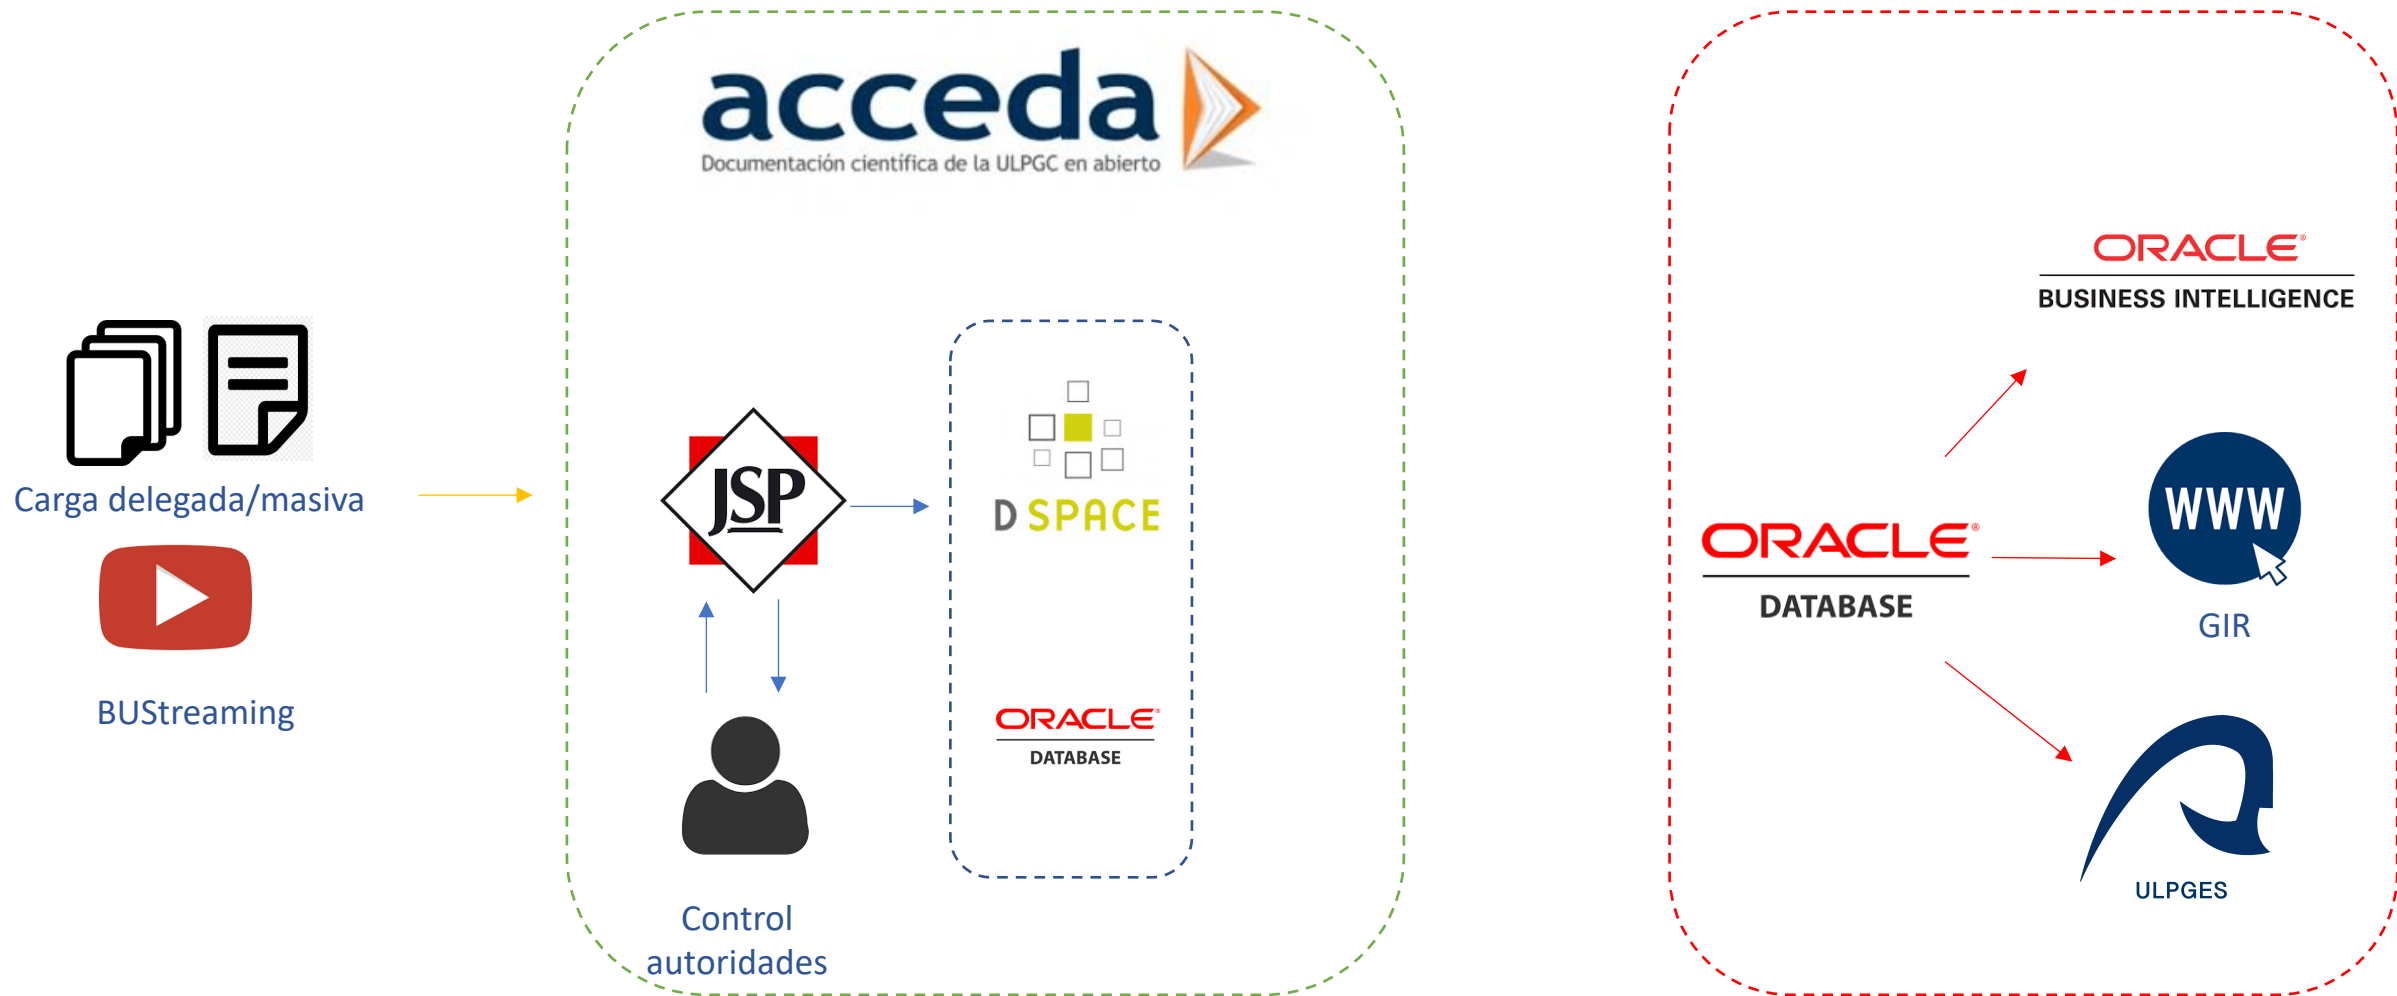 acceda
Documentación científica de la ULPGC en abierto
Carga delegada/masiva
BUStreaming
JSP
Control
autoridades
D SPACE
ORACLE®
DATABASE
ORACLE®
DATABASE
ORACLE®
BUSINESS INTELLIGENCE
WWW
GIR
ULPGES